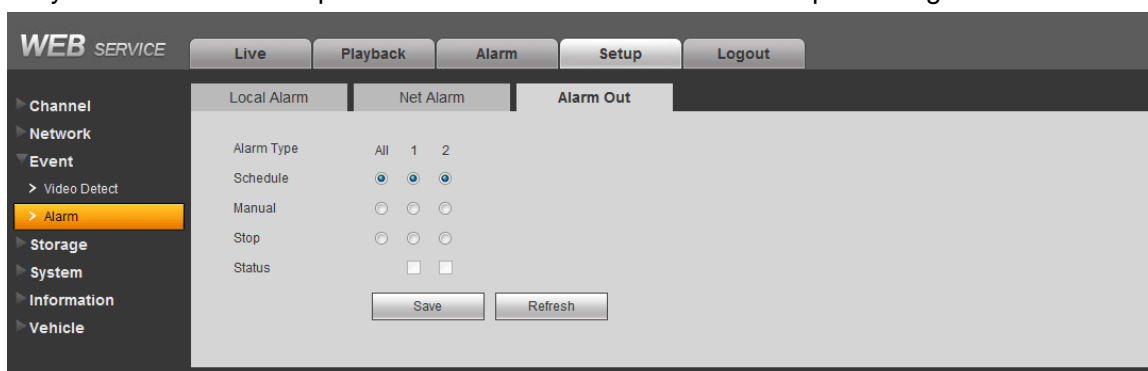 WEB SERVICE
Live Playback Alarm Setup Logout
Local Alarm Net Alarm Alarm Out
Channel
Network
Event
> Video Detect
> Alarm
Storage
System
Information
Vehicle
Alarm Type All 1 2
Schedule
Manual
Stop
Status
Save Refresh